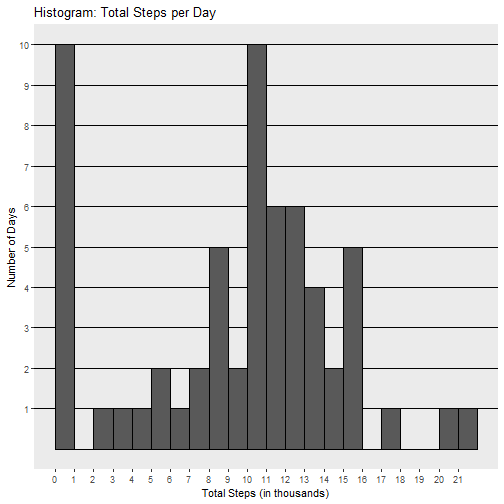 Histogram: Total Steps per Day
10
9
8
7
6
5
4
3
2
1
Number of Days
0 1 2 3 4 5 6 7 8 9 10 11 12 13 14 15 16 17 18 19 20 21
Total Steps (in thousands)